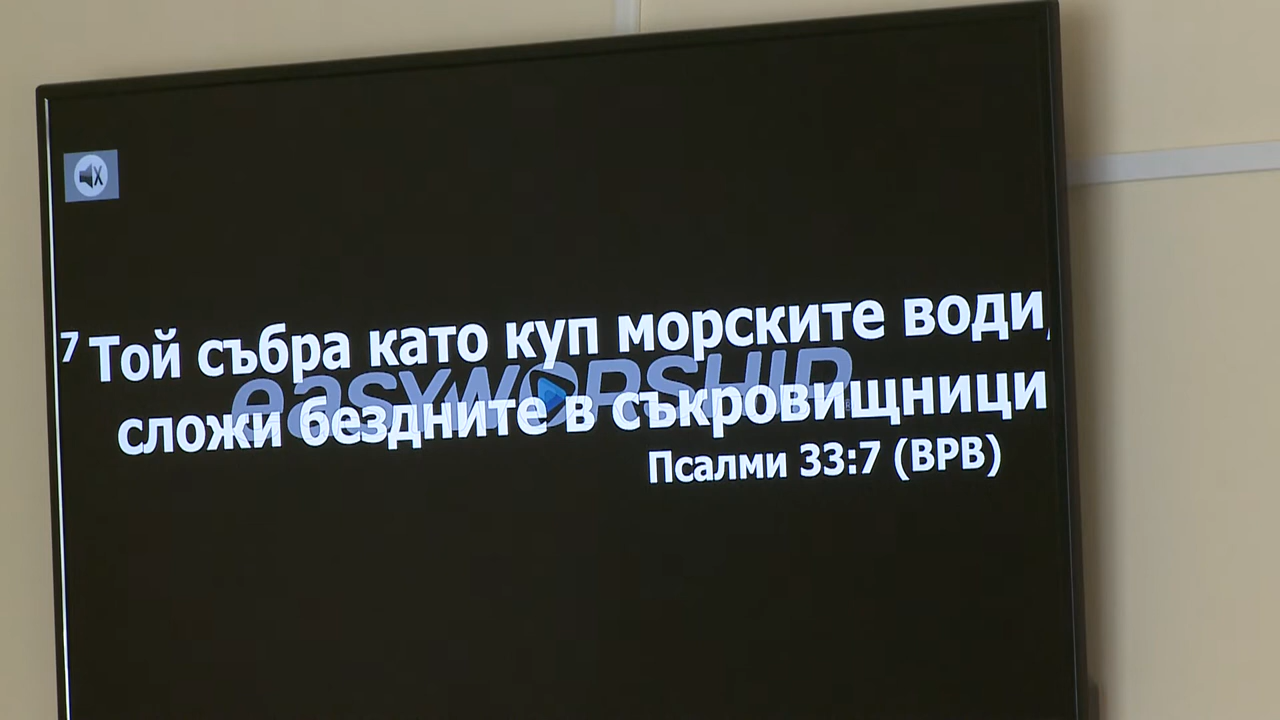 7 Той събра като куп морските води,
easyWORSHIP
сложи бездните в съкровищници
Псалми 33:7 (ВРВ)